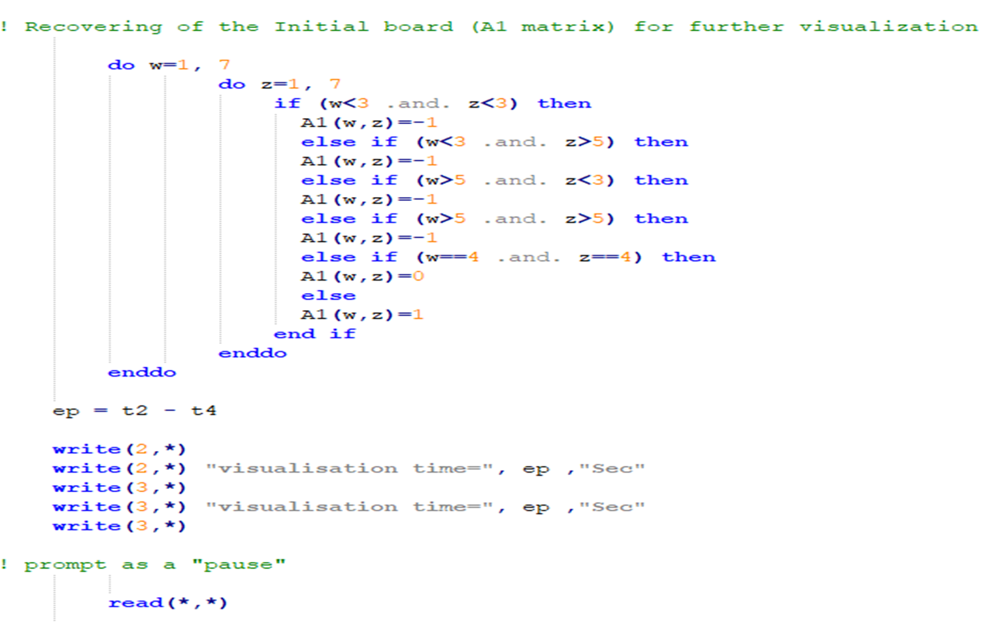 ! Recovering of the Initial board (A1 matrix) for further visualization
do w=1, 7
do z=1, 7
if (w<3 .and. z<3) then
A1(w,z)=-1
else if (w<3 .and. z>5) then
A1(w,z)=-1
else if (w>5 .and. z<3) then
A1(w,z)=-1
else if (w>5 .and. z>5) then
A1(w,z)=-1
else if (w==4 .and. z==4) then
A1(w,z)=0
else
A1(w,z)=1
end if
enddo
enddo
ep = t2 - t4
write(2,*)
write(2,*) "visualisation time=", ep ,"Sec"
write(3,*)
write(3,*) "visualisation time=", ep ,"Sec"
write(3,*)
! prompt as a "pause"
read(*,*)